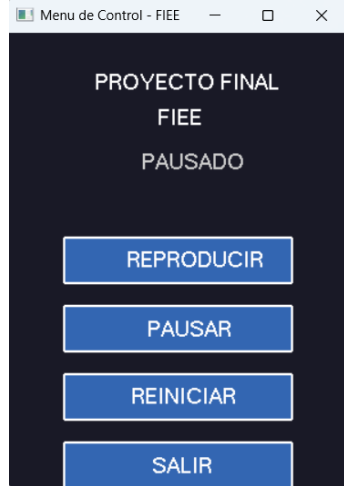 Menu de Control - FIEE
PROYECTO FINAL
FIEE
PAUSADO
REPRODUCIR
PAUSAR
REINICIAR
SALIR